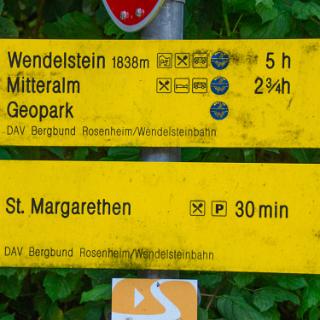 Wendelstein 1838m 5 h
Mitteralm 2¾h
Geopark
DAV Bergbund Rosenheim/Wendelsteinbahn
St. Margarethen P 30 min
DAV Bergbund Rosenheim/Wendelsteinbahn